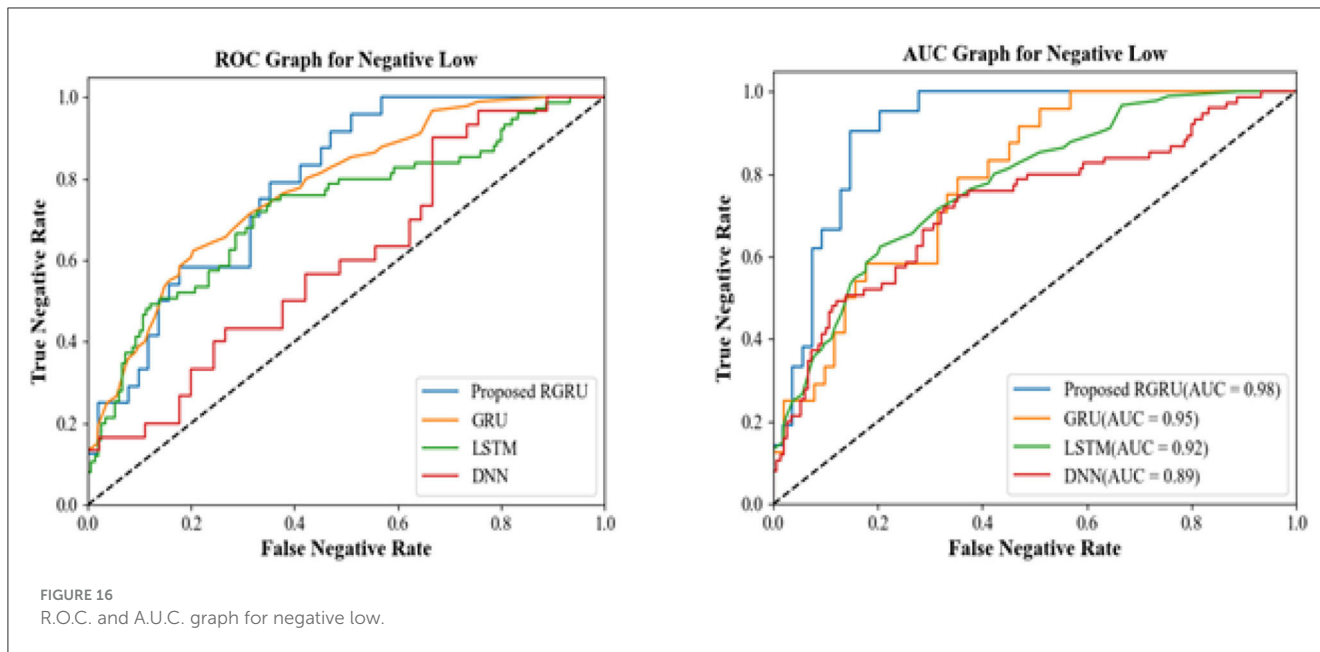 ROC Graph for Negative Low
1.0
0.8
0.6
0.4
0.2
0.0
True Negative Rate
Proposed RGRU
GRU
LSTM
DNN
0.0 0.2 0.4 0.6 0.8 1.0
False Negative Rate
AUC Graph for Negative Low
1.0
0.8
0.6
0.4
0.2
0.0
True Negative Rate
Proposed RGRU(AUC = 0.98)
GRU(AUC = 0.95)
LSTM(AUC = 0.92)
DNN(AUC = 0.89)
0.0 0.2 0.4 0.6 0.8 1.0
False Negative Rate
FIGURE 16
R.O.C. and A.U.C. graph for negative low.